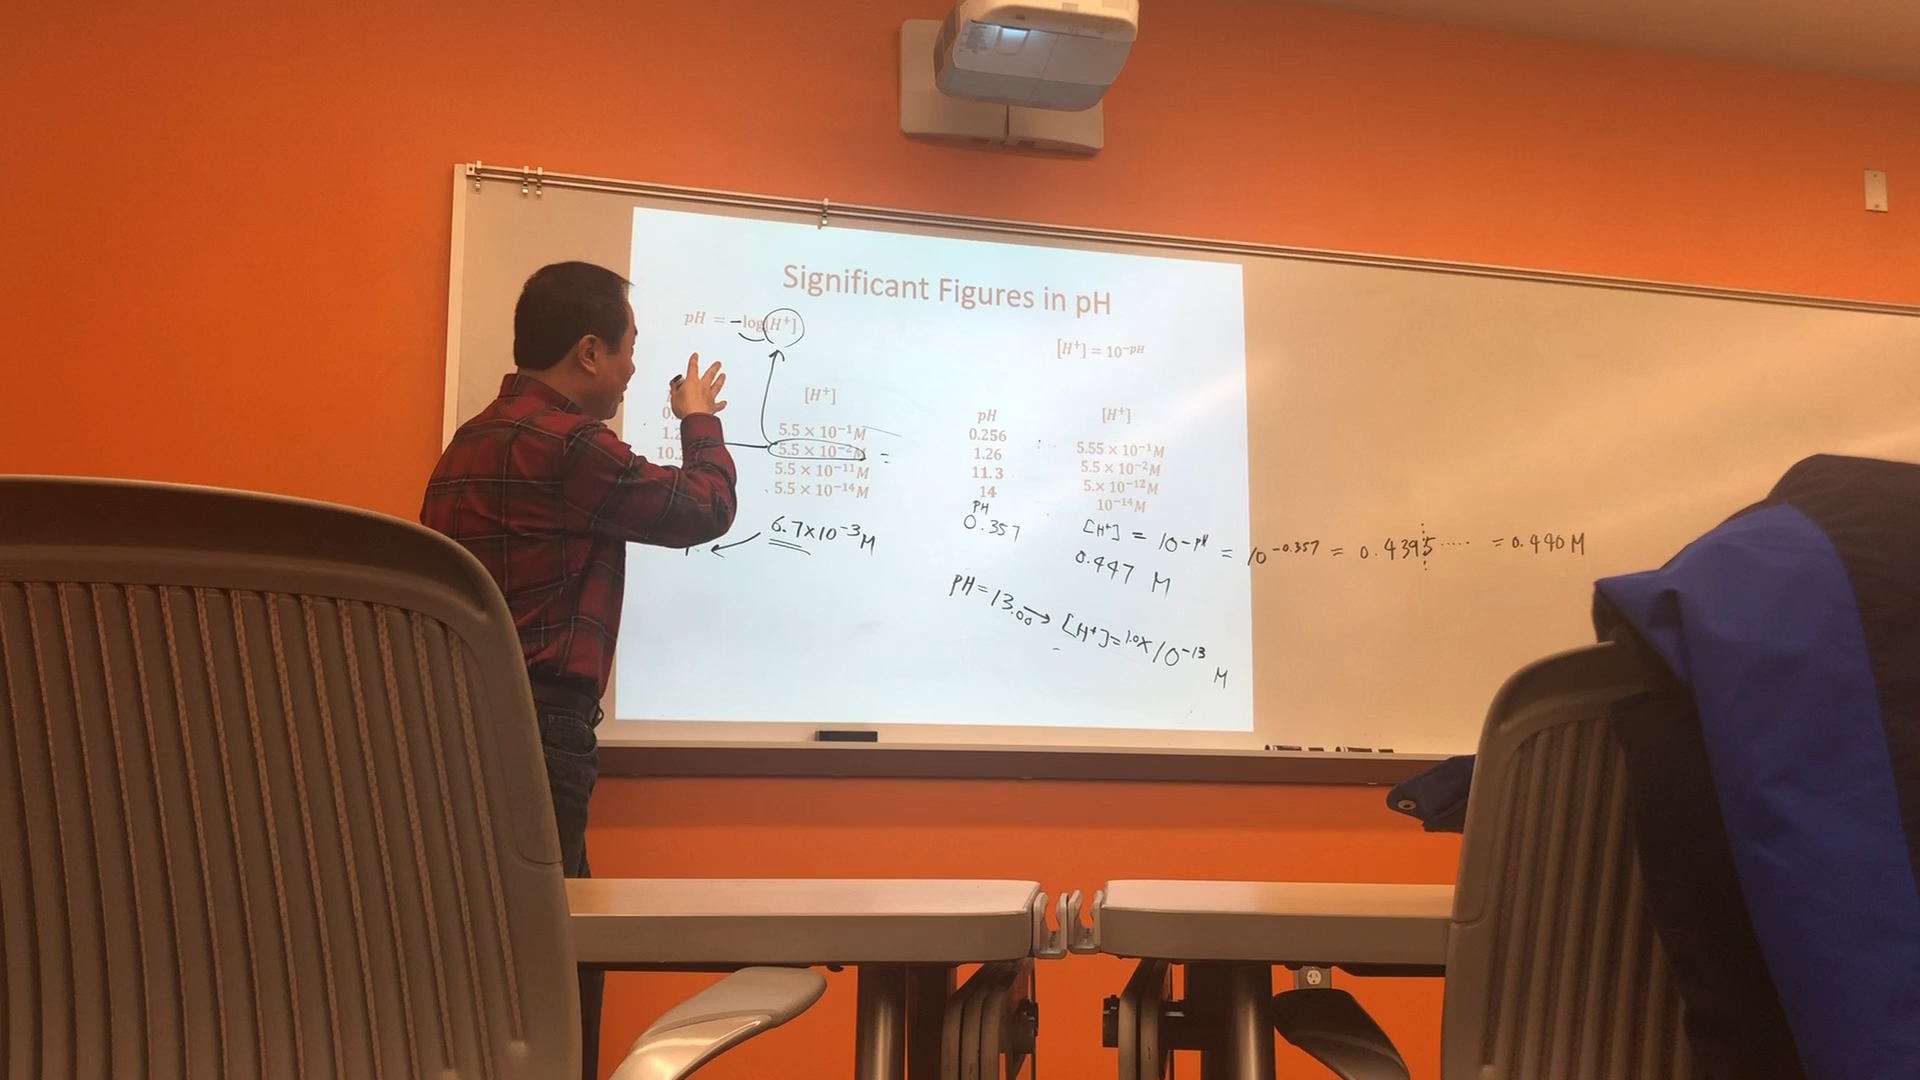 Significant Figures in pH
pH = -log[H⁺]
[H⁺] = 10⁻ᵖᴴ
[H⁺]
5.5 × 10⁻¹M
5.5 × 10⁻²M =
5.5 × 10⁻¹¹M
5.5 × 10⁻¹⁴M
6.7×10⁻³M
pH [H⁺]
0.256 5.55 × 10⁻¹M
1.26 5.5 × 10⁻²M
11.3 5.× 10⁻¹²M
14 10⁻¹⁴M
PH
0.357 [H⁺] = 10⁻ᵖᴴ = 10⁻⁰·³⁵⁷ = 0.4395..... = 0.440 M
0.447 M
PH = 13.00 → [H⁺] = 1.0×10⁻¹³ M